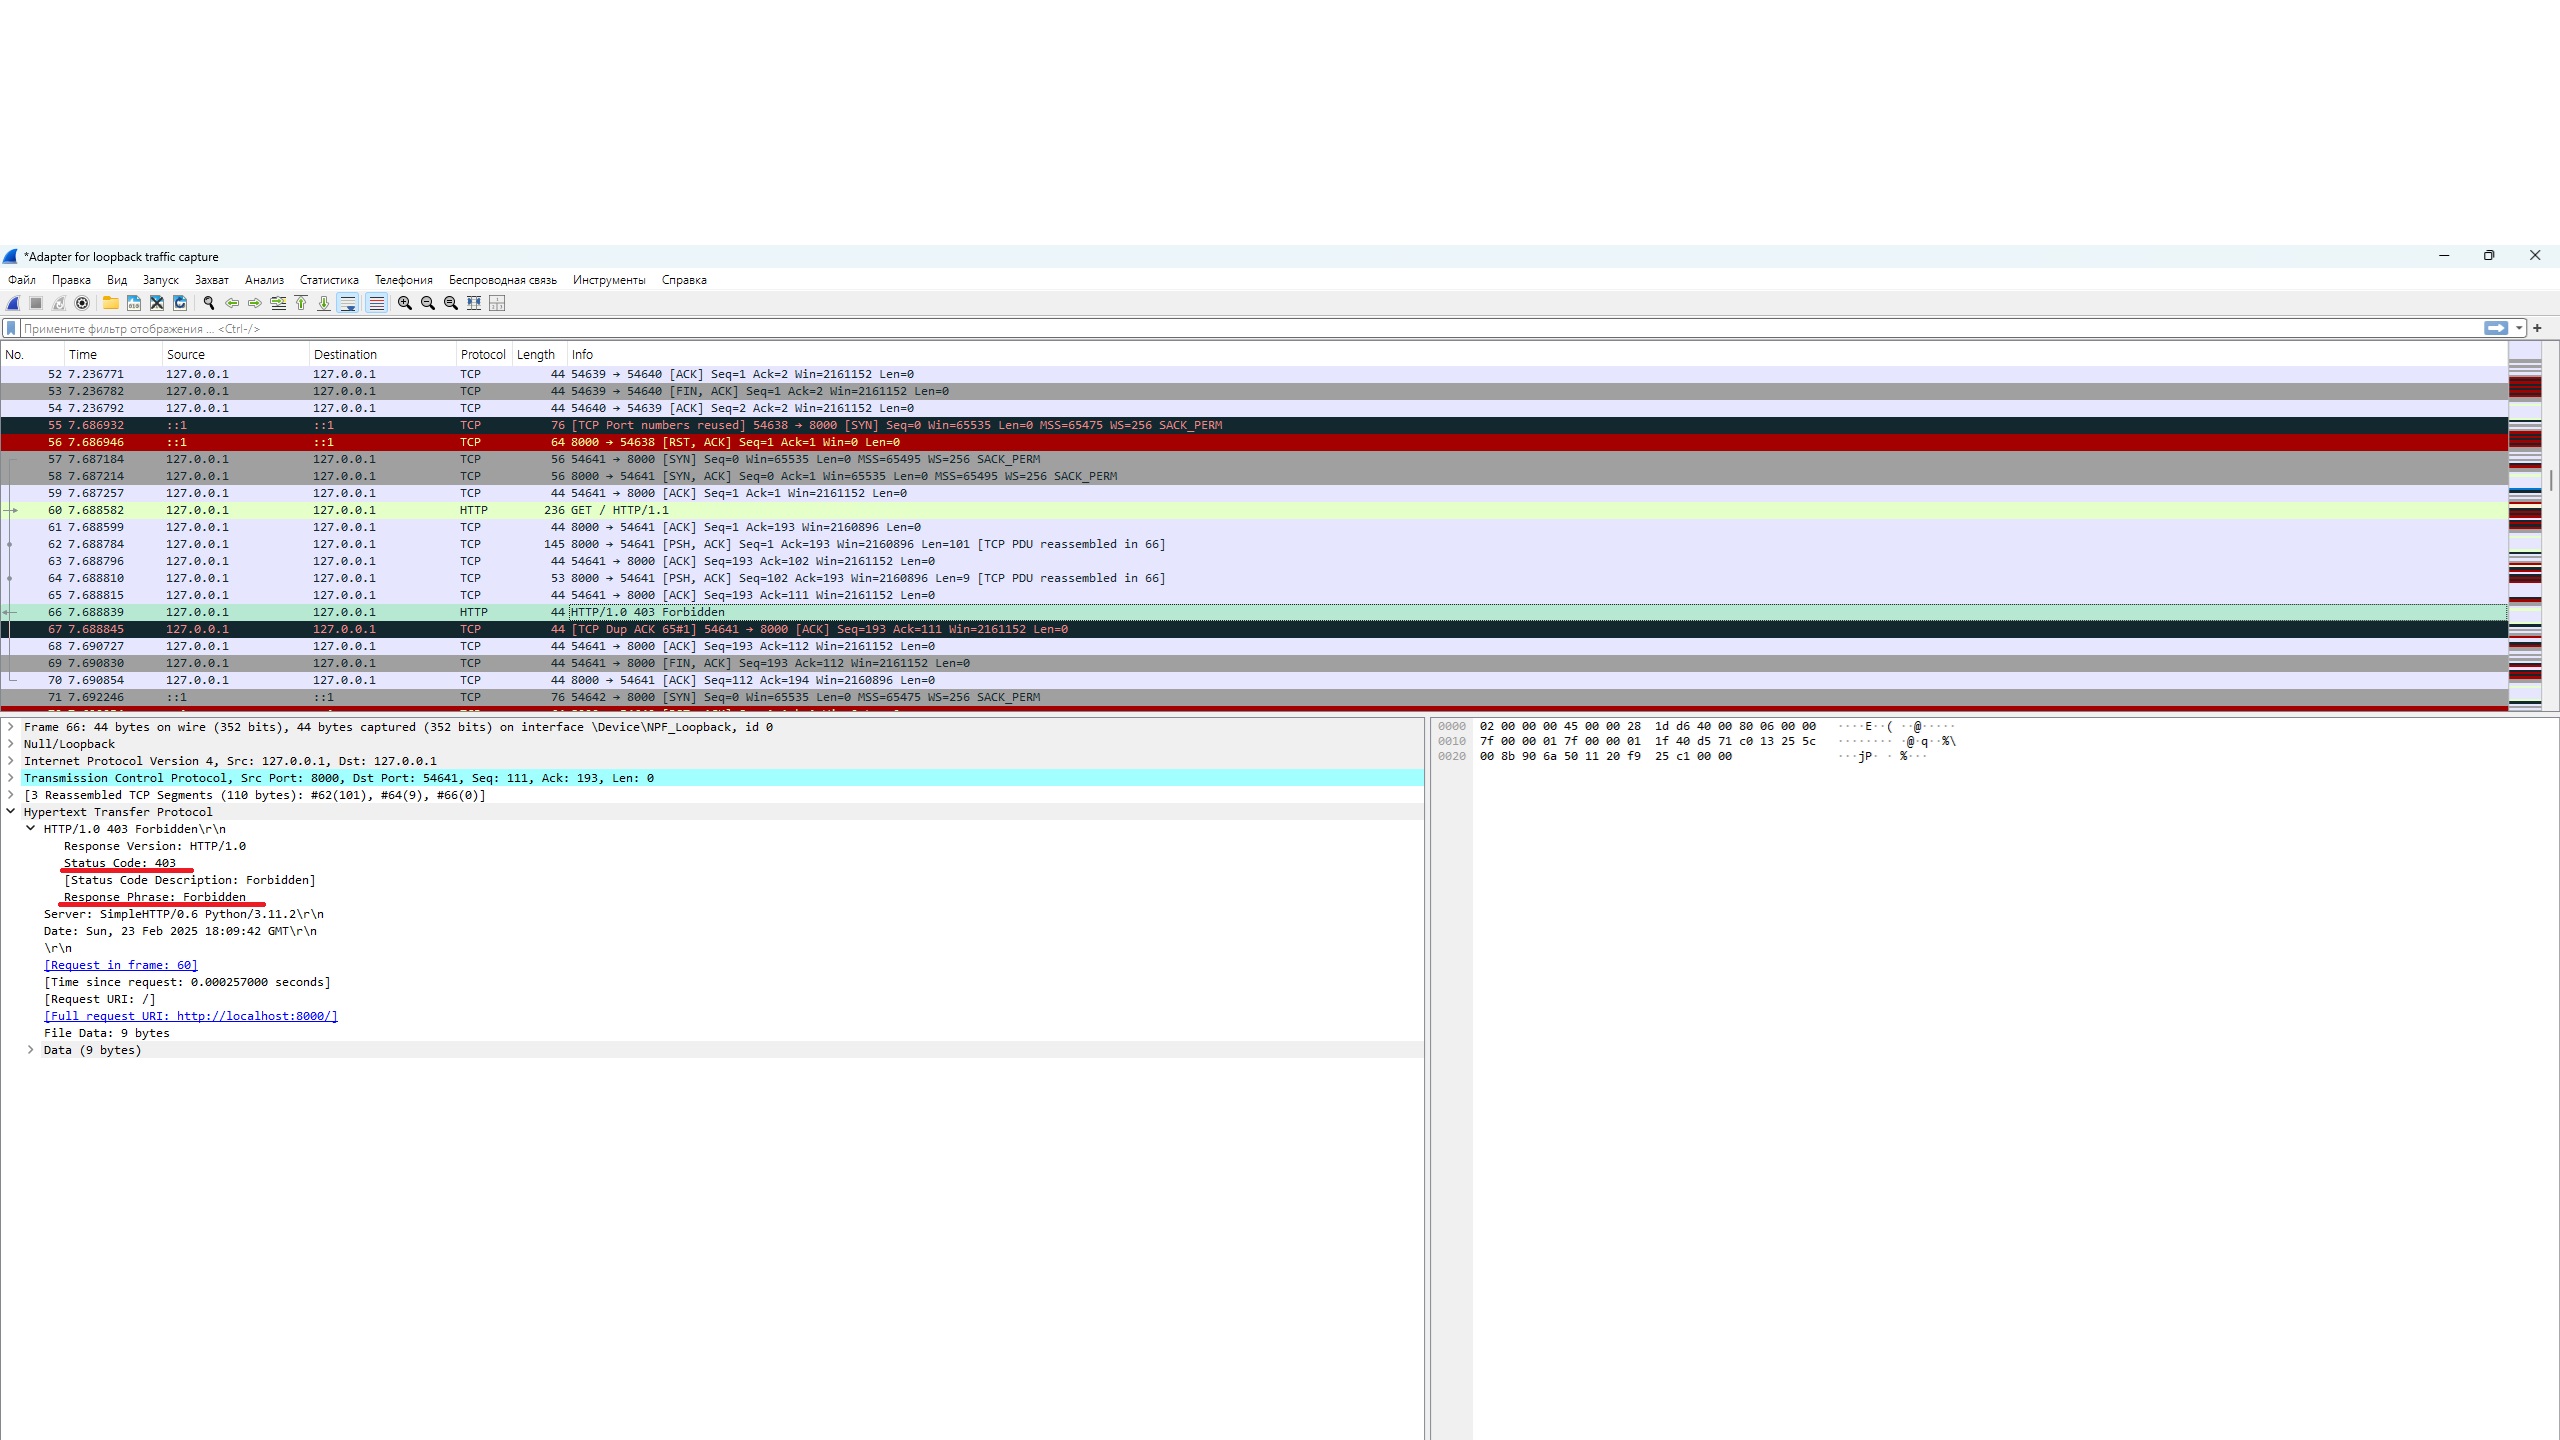 *Adapter for loopback traffic capture
Файл Правка Вид Запуск Захват Анализ Статистика Телефония Беспроводная связь Инструменты Справка
Примените фильтр отображения ... <Ctrl-/>
No. Time Source Destination Protocol Length Info
52 7.236771 127.0.0.1 127.0.0.1 TCP 44 54639 → 54640 [ACK] Seq=1 Ack=2 Win=2161152 Len=0
53 7.236782 127.0.0.1 127.0.0.1 TCP 44 54639 → 54640 [FIN, ACK] Seq=1 Ack=2 Win=2161152 Len=0
54 7.236792 127.0.0.1 127.0.0.1 TCP 44 54640 → 54639 [ACK] Seq=2 Ack=2 Win=2161152 Len=0
55 7.686932 ::1 ::1 TCP 76 [TCP Port numbers reused] 54638 → 8000 [SYN] Seq=0 Win=65535 Len=0 MSS=65475 WS=256 SACK_PERM
56 7.686946 ::1 ::1 TCP 64 8000 → 54638 [RST, ACK] Seq=1 Ack=1 Win=0 Len=0
57 7.687184 127.0.0.1 127.0.0.1 TCP 56 54641 → 8000 [SYN] Seq=0 Win=65535 Len=0 MSS=65495 WS=256 SACK_PERM
58 7.687214 127.0.0.1 127.0.0.1 TCP 56 8000 → 54641 [SYN, ACK] Seq=0 Ack=1 Win=65535 Len=0 MSS=65495 WS=256 SACK_PERM
59 7.687257 127.0.0.1 127.0.0.1 TCP 44 54641 → 8000 [ACK] Seq=1 Ack=1 Win=2161152 Len=0
60 7.688582 127.0.0.1 127.0.0.1 HTTP 236 GET / HTTP/1.1
61 7.688599 127.0.0.1 127.0.0.1 TCP 44 8000 → 54641 [ACK] Seq=1 Ack=193 Win=2160896 Len=0
62 7.688784 127.0.0.1 127.0.0.1 TCP 145 8000 → 54641 [PSH, ACK] Seq=1 Ack=193 Win=2160896 Len=101 [TCP PDU reassembled in 66]
63 7.688796 127.0.0.1 127.0.0.1 TCP 44 54641 → 8000 [ACK] Seq=193 Ack=102 Win=2161152 Len=0
64 7.688810 127.0.0.1 127.0.0.1 TCP 53 8000 → 54641 [PSH, ACK] Seq=102 Ack=193 Win=2160896 Len=9 [TCP PDU reassembled in 66]
65 7.688815 127.0.0.1 127.0.0.1 TCP 44 54641 → 8000 [ACK] Seq=193 Ack=111 Win=2161152 Len=0
66 7.688839 127.0.0.1 127.0.0.1 HTTP 44 HTTP/1.0 403 Forbidden
67 7.688845 127.0.0.1 127.0.0.1 TCP 44 [TCP Dup ACK 65#1] 54641 → 8000 [ACK] Seq=193 Ack=111 Win=2161152 Len=0
68 7.690727 127.0.0.1 127.0.0.1 TCP 44 54641 → 8000 [ACK] Seq=193 Ack=112 Win=2161152 Len=0
69 7.690830 127.0.0.1 127.0.0.1 TCP 44 54641 → 8000 [FIN, ACK] Seq=193 Ack=112 Win=2161152 Len=0
70 7.690854 127.0.0.1 127.0.0.1 TCP 44 8000 → 54641 [ACK] Seq=112 Ack=194 Win=2160896 Len=0
71 7.692246 ::1 ::1 TCP 76 54642 → 8000 [SYN] Seq=0 Win=65535 Len=0 MSS=65475 WS=256 SACK_PERM
Frame 66: 44 bytes on wire (352 bits), 44 bytes captured (352 bits) on interface \Device\NPF_Loopback, id 0
Null/Loopback
Internet Protocol Version 4, Src: 127.0.0.1, Dst: 127.0.0.1
Transmission Control Protocol, Src Port: 8000, Dst Port: 54641, Seq: 111, Ack: 193, Len: 0
[3 Reassembled TCP Segments (110 bytes): #62(101), #64(9), #66(0)]
Hypertext Transfer Protocol
HTTP/1.0 403 Forbidden\r\n
Response Version: HTTP/1.0
Status Code: 403
[Status Code Description: Forbidden]
Response Phrase: Forbidden
Server: SimpleHTTP/0.6 Python/3.11.2\r\n
Date: Sun, 23 Feb 2025 18:09:42 GMT\r\n
\r\n
[Request in frame: 60]
[Time since request: 0.000257000 seconds]
[Request URI: /]
[Full request URI: http://localhost:8000/]
File Data: 9 bytes
Data (9 bytes)
0000 02 00 00 00 45 00 00 28 1d d6 40 00 80 06 00 00 ····E··( ··@·····
0010 7f 00 00 01 7f 00 00 01 1f 40 d5 71 c0 13 25 5c ········ ·@·q··%\
0020 00 8b 90 6a 50 11 20 f9 25 c1 00 00 ···jP· · %···